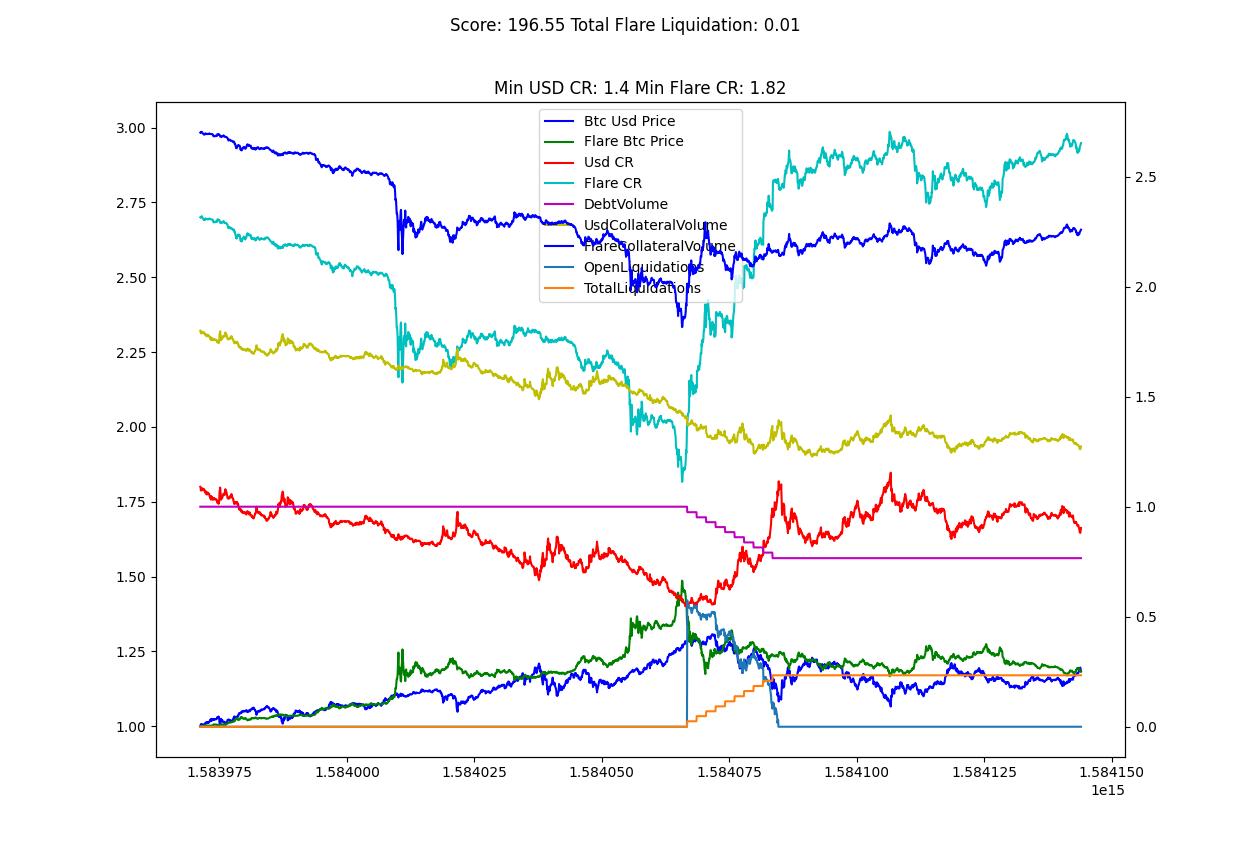 Score: 196.55 Total Flare Liquidation: 0.01
Min USD CR: 1.4 Min Flare CR: 1.82
Btc Usd Price
Flare Btc Price
Usd CR
Flare CR
DebtVolume
UsdCollateralVolume
FlareCollateralVolume
OpenLiquidations
TotalLiquidations
3.00
2.75
2.50
2.25
2.00
1.75
1.50
1.25
1.00
2.5
2.0
1.5
1.0
0.5
0.0
1.583975 1.584000 1.584025 1.584050 1.584075 1.584100 1.584125 1.584150
1e15